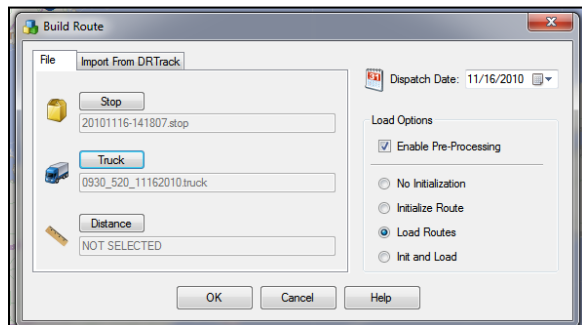 Build Route
File
Import From DRTrack
Stop
20101116-141807.stop
Truck
0930_520_11162010.truck
Distance
NOT SELECTED
31
Dispatch Date: 11/16/2010
Load Options
Enable Pre-Processing
No Initialization
Initialize Route
Load Routes
Init and Load
OK
Cancel
Help